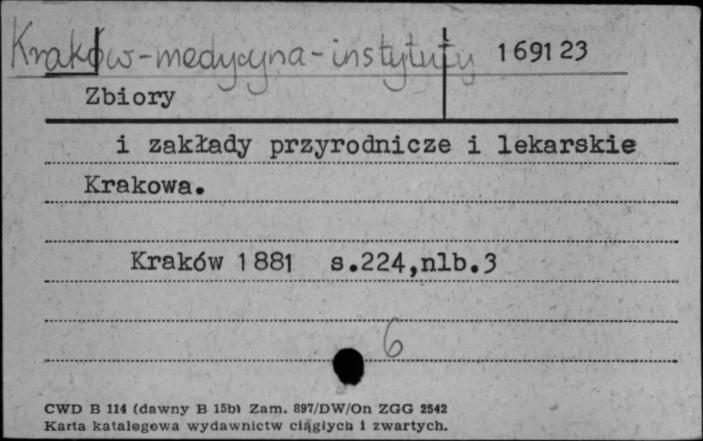 Kraków-medycyna-instytuty 169123
Zbiory
i zakłady przyrodnicze i lekarskie
Krakowa.
Kraków 1881 s.224,nlb.3
6
CWD B 114 (dawny B 15b) Zam. 897/DW/On ZGG 2542
Karta katalogowa wydawnictw ciągłych i zwartych.